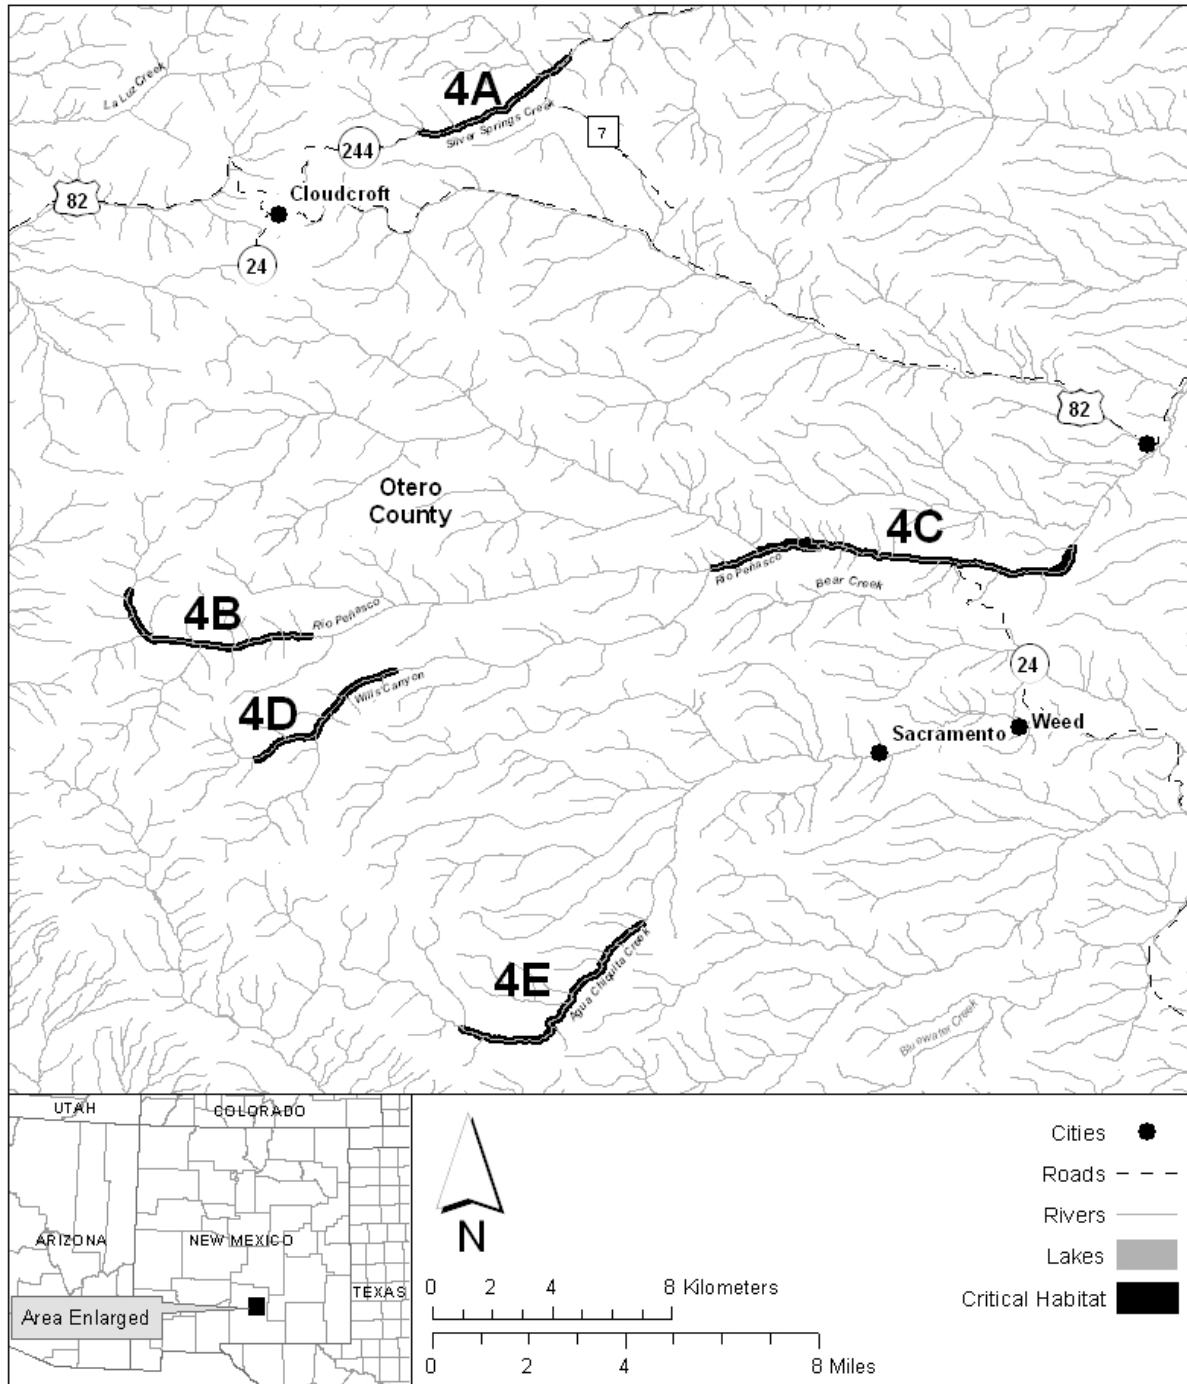 La Luz Creek
4A
Silver Springs Creek
7
244
82
Cloudcroft
24
82
Otero
County
4C
Rio Peñasco
Bear Creek
4B
Rio Peñasco
24
4D
Wills Canyon
Sacramento
Weed
4E
Agua Chiquita Creek
Bluewater Creek
UTAH
COLORADO
ARIZONA
NEW MEXICO
TEXAS
Area Enlarged
N
0 2 4 8 Kilometers
0 2 4 8 Miles
Cities
Roads
Rivers
Lakes
Critical Habitat